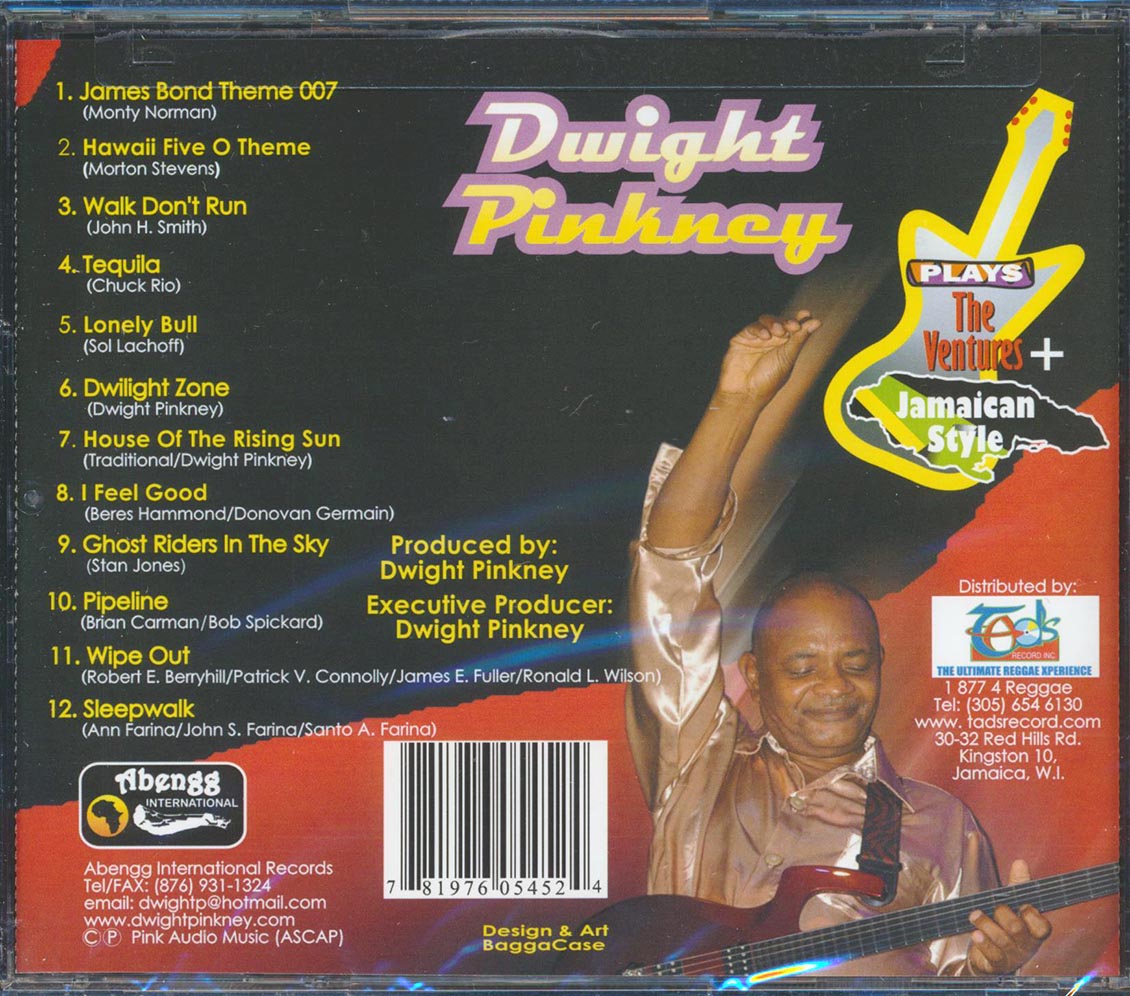 1. James Bond Theme 007
(Monty Norman)
2. Hawaii Five O Theme
(Morton Stevens)
3. Walk Don't Run
(John H. Smith)
4. Tequila
(Chuck Rio)
5. Lonely Bull
(Sol Lachoff)
6. Dwilight Zone
(Dwight Pinkney)
7. House Of The Rising Sun
(Traditional/Dwight Pinkney)
8. I Feel Good
(Beres Hammond/Donovan Germain)
9. Ghost Riders In The Sky
(Stan Jones)
10. Pipeline
(Brian Carman/Bob Spickard)
11. Wipe Out
(Robert E. Berryhill/Patrick V. Connolly/James E. Fuller/Ronald L. Wilson)
12. Sleepwalk
(Ann Farina/John S. Farina/Santo A. Farina)
Dwight
Pinkney
PLAYS
The
Ventures +
Jamaican
Style
Produced by:
Dwight Pinkney
Executive Producer:
Dwight Pinkney
Distributed by:
Tads
RECORD INC.
THE ULTIMATE REGGAE XPERIENCE
1 877 4 Reggae
Tel: (305) 654 6130
www. tadsrecord.com
30-32 Red Hills Rd.
Kingston 10,
Jamaica, W.I.
Abengg
INTERNATIONAL
Abengg International Records
Tel/FAX: (876) 931-1324
email: dwightp@hotmail.com
www.dwightpinkney.com
©℗ Pink Audio Music (ASCAP)
7 81976 05452 4
Design & Art
BaggaCase